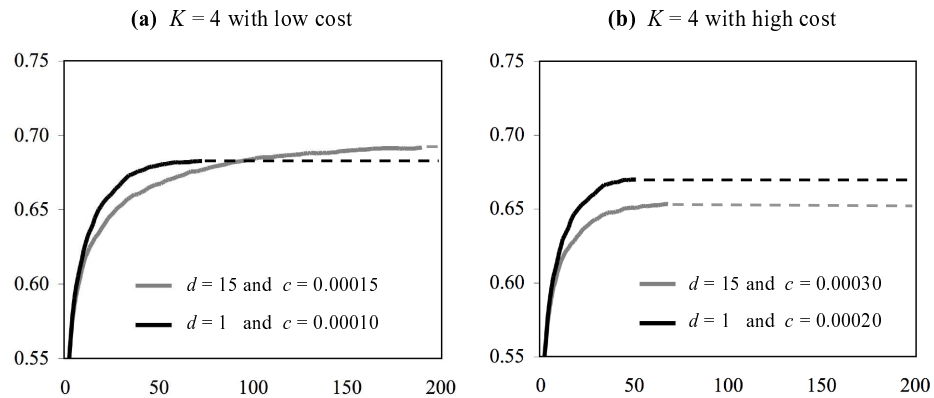 (a) K = 4 with low cost
0.75
0.70
0.65
0.60
0.55
d = 15 and c = 0.00015
d = 1 and c = 0.00010
0 50 100 150 200
(b) K = 4 with high cost
0.75
0.70
0.65
0.60
0.55
d = 15 and c = 0.00030
d = 1 and c = 0.00020
0 50 100 150 200